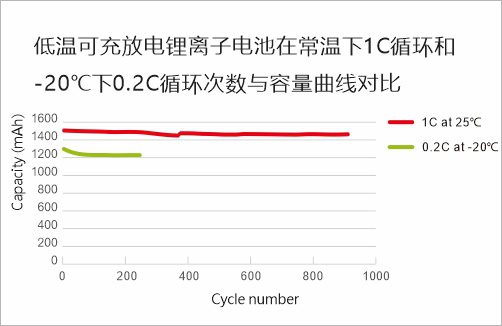 低温可充放电锂离子电池在常温下1C循环和
-20℃下0.2C循环次数与容量曲线对比
1600
1400
1200
1000
800
600
400
200
0
Capacity (mAh)
0 200 400 600 800 1000
Cycle number
1C at 25℃
0.2C at -20℃